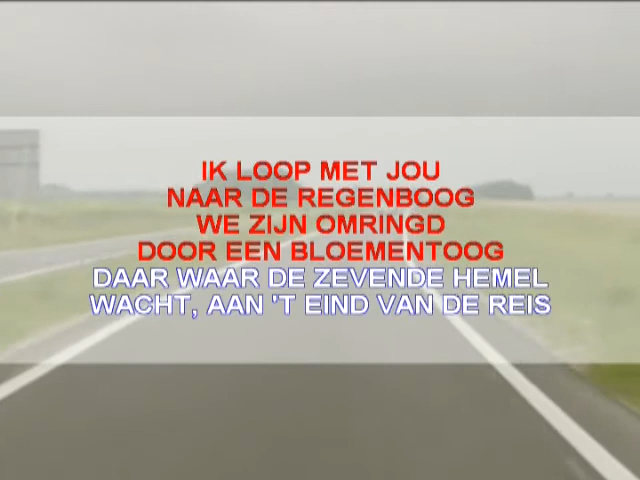 IK LOOP MET JOU
NAAR DE REGENBOOG
WE ZIJN OMRINGD
DOOR EEN BLOEMENTOOG
DAAR WAAR DE ZEVENDE HEMEL
WACHT, AAN 'T EIND VAN DE REIS